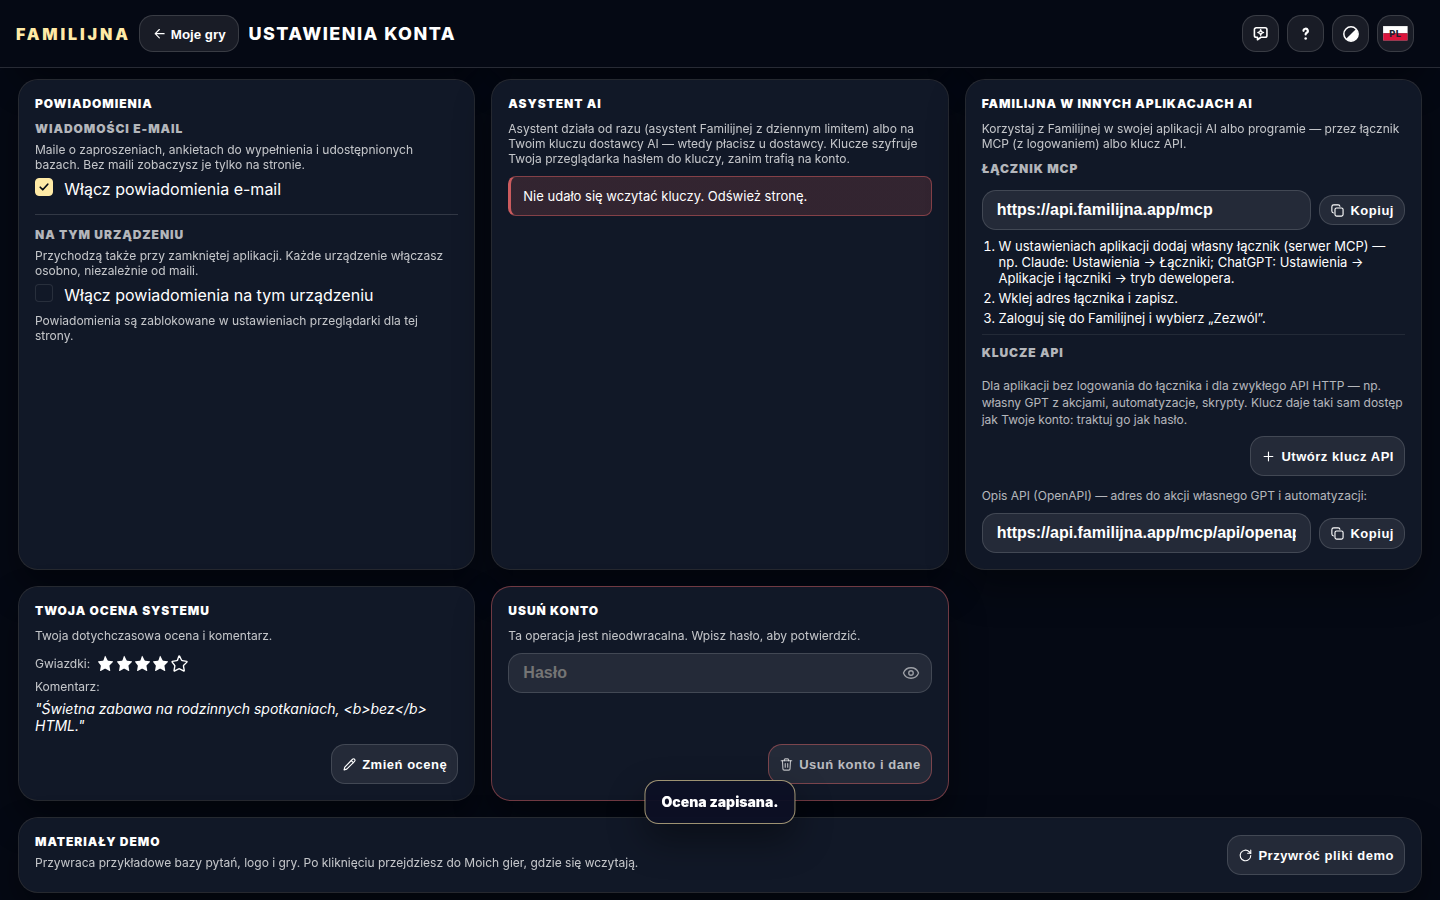 FAMILIJNA
Moje gry
USTAWIENIA KONTA
?
PL
POWIADOMIENIA
WIADOMOŚCI E-MAIL
Maile o zaproszeniach, ankietach do wypełnienia i udostępnionych
bazach. Bez maili zobaczysz je tylko na stronie.
Włącz powiadomienia e-mail
NA TYM URZĄDZENIU
Przychodzą także przy zamkniętej aplikacji. Każde urządzenie włączasz
osobno, niezależnie od maili.
Włącz powiadomienia na tym urządzeniu
Powiadomienia są zablokowane w ustawieniach przeglądarki dla tej
strony.
ASYSTENT AI
Asystent działa od razu (asystent Familijnej z dziennym limitem) albo na
Twoim kluczu dostawcy AI — wtedy płacisz u dostawcy. Klucze szyfruje
Twoja przeglądarka hasłem do kluczy, zanim trafią na konto.
Nie udało się wczytać kluczy. Odśwież stronę.
FAMILIJNA W INNYCH APLIKACJACH AI
Korzystaj z Familijnej w swojej aplikacji AI albo programie — przez łącznik
MCP (z logowaniem) albo klucz API.
ŁĄCZNIK MCP
https://api.familijna.app/mcp
Kopiuj
1. W ustawieniach aplikacji dodaj własny łącznik (serwer MCP) —
np. Claude: Ustawienia → Łączniki; ChatGPT: Ustawienia →
Aplikacje i łączniki → tryb dewelopera.
2. Wklej adres łącznika i zapisz.
3. Zaloguj się do Familijnej i wybierz „Zezwól”.
KLUCZE API
Dla aplikacji bez logowania do łącznika i dla zwykłego API HTTP — np.
własny GPT z akcjami, automatyzacje, skrypty. Klucz daje taki sam dostęp
jak Twoje konto: traktuj go jak hasło.
Utwórz klucz API
Opis API (OpenAPI) — adres do akcji własnego GPT i automatyzacji:
https://api.familijna.app/mcp/api/openap
Kopiuj
TWOJA OCENA SYSTEMU
Twoja dotychczasowa ocena i komentarz.
Gwiazdki:
Komentarz:
"Świetna zabawa na rodzinnych spotkaniach, <b>bez</b>
HTML."
Zmień ocenę
USUŃ KONTO
Ta operacja jest nieodwracalna. Wpisz hasło, aby potwierdzić.
Hasło
Usuń konto i dane
Ocena zapisana.
MATERIAŁY DEMO
Przywraca przykładowe bazy pytań, logo i gry. Po kliknięciu przejdziesz do Moich gier, gdzie się wczytają.
Przywróć pliki demo